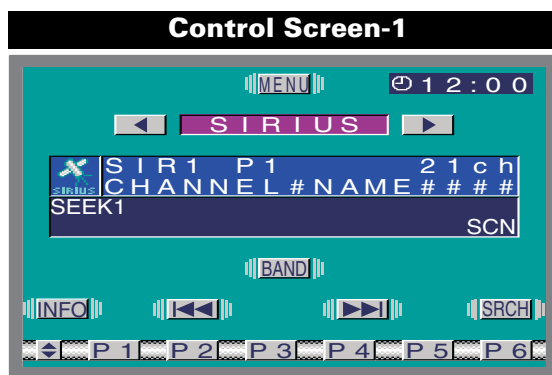 Control Screen-1
MENU
12:00
SIRIUS
SIR1 P1 21ch
SIRIUS
CHANNEL#NAME####
SEEK1
SCN
BAND
INFO
SRCH
P1 P2 P3 P4 P5 P6